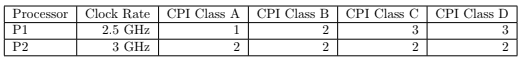 Processor Clock Rate CPI Class A CPI Class B CPI Class C CPI Class D
P1 2.5 GHz 1 2 3 3
P2 3 GHz 2 2 2 2